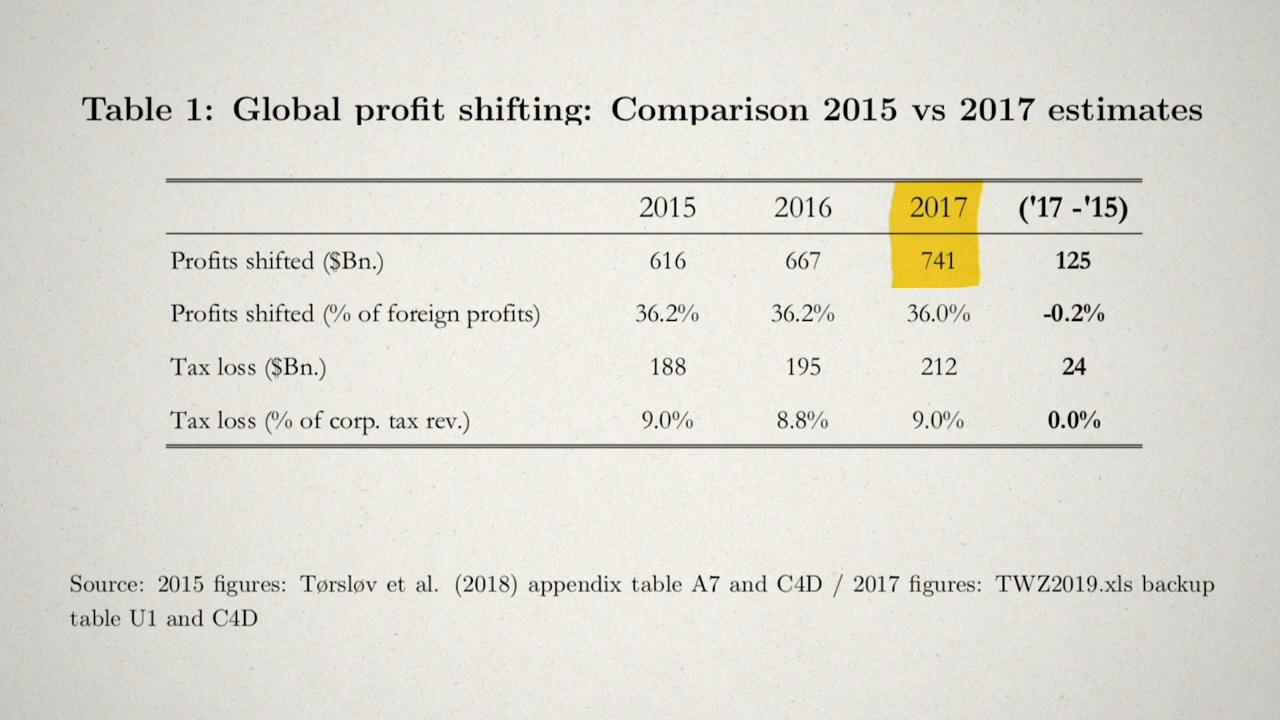 Table 1: Global profit shifting: Comparison 2015 vs 2017 estimates
2015 2016 2017 ('17 -'15)
Profits shifted ($Bn.) 616 667 741 125
Profits shifted (% of foreign profits) 36.2% 36.2% 36.0% -0.2%
Tax loss ($Bn.) 188 195 212 24
Tax loss (% of corp. tax rev.) 9.0% 8.8% 9.0% 0.0%
Source: 2015 figures: Tørsløv et al. (2018) appendix table A7 and C4D / 2017 figures: TWZ2019.xls backup
table U1 and C4D